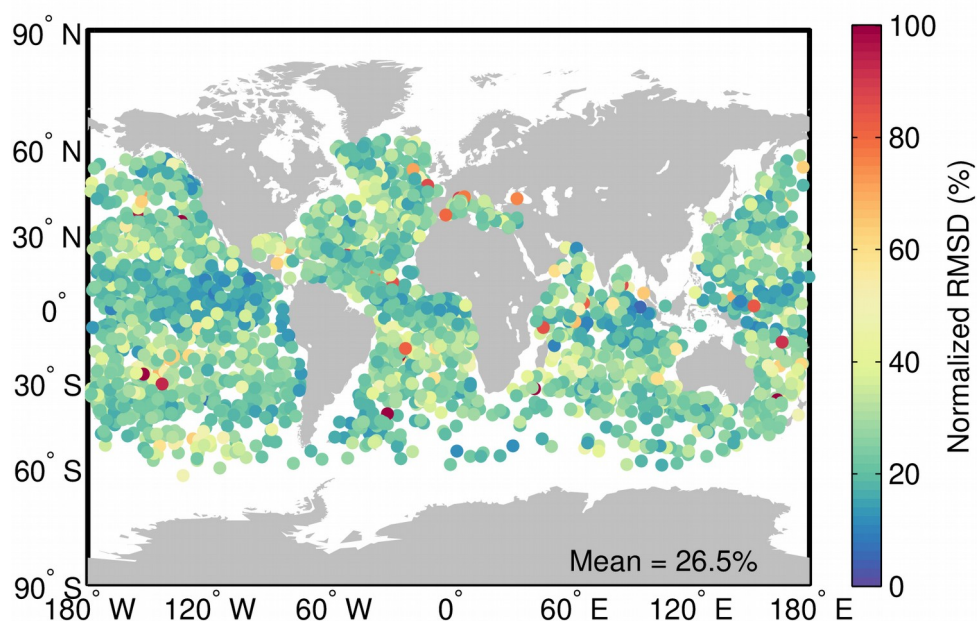 90° N
60° N
30° N
0°
30° S
60° S
90° S
180° W
120° W
60° W
0°
60° E
120° E
180° E
Mean = 26.5%
100
80
60
40
20
0
Normalized RMSD (%)